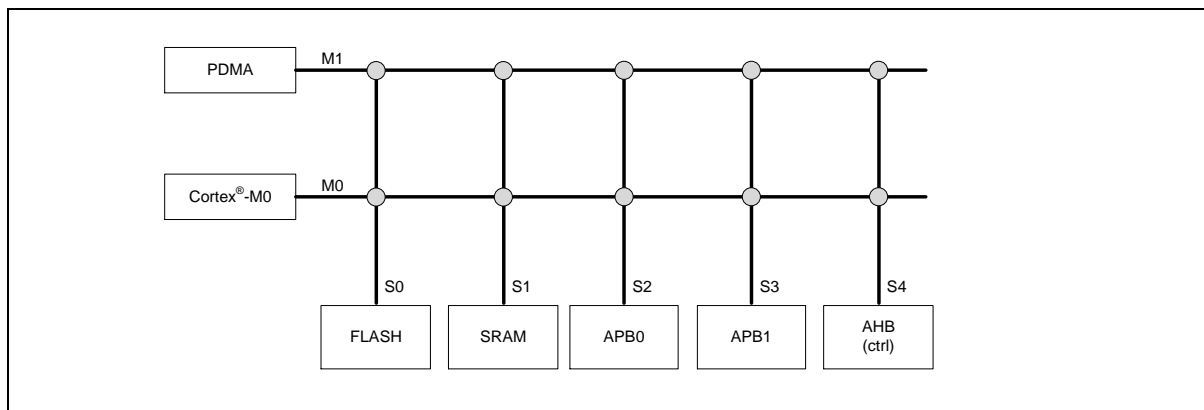 PDMA
M1
Cortex®-M0
M0
S0
S1
S2
S3
S4
FLASH
SRAM
APB0
APB1
AHB
(ctrl)